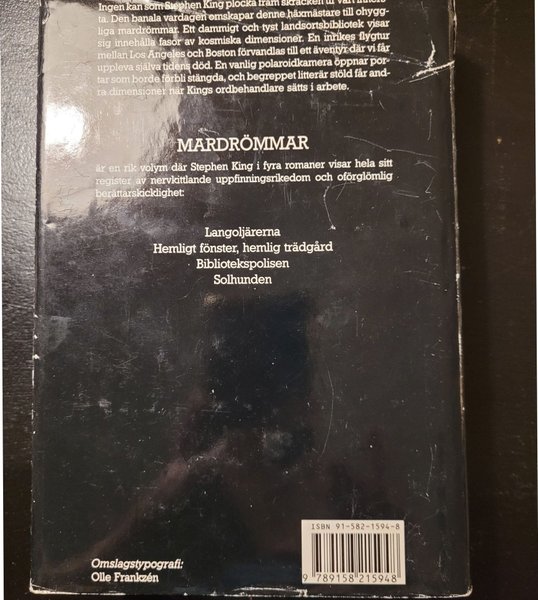 Ingen kan som Stephen King plocka fram skräcken ur vårt inners-
ta. Den banala vardagen omskapar denne häxmästare till ohygg-
liga mardrömmar. Ett dammigt och tyst landsortsbibliotek visar
sig innehålla fasor av kosmiska dimensioner. En inrikes flygtur
mellan Los Angeles och Boston förvandlas till ett äventyr där vi får
uppleva själva tidens död. En vanlig polaroidkamera öppnar por-
tar som borde förbli stängda, och begreppet litterär stöld får and-
ra dimensioner när Kings ordbehandlare sätts i arbete.
MARDRÖMMAR
är en rik volym där Stephen King i fyra romaner visar hela sitt
register av nervkittlande uppfinningsrikedom och oförglömlig
berättarskicklighet:
Langoljärerna
Hemligt fönster, hemlig trädgård
Bibliotekspolisen
Solhunden
ISBN 91-582-1594-8
9 789158 215948
Omslagstypografi:
Olle Frankzén